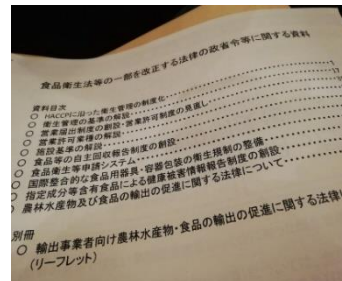 食品衛生法等の一部を改正する法律の政省令等に関する資料
資料目次
○ HACCPに沿った衛生管理の制度化・・・・・・・・・・・・・・・・・・1
○ 衛生管理の基準の解説・・・・・・・・・・・・・・・・・・17
○ 営業届出制度の創設・営業許可制度の見直し
○ 営業許可業種の解説・・・・・・・・・・・・・・・・・・
○ 施設基準の解説・・・・・・・・・・・・・・・・・・
○ 食品等の自主回収報告制度の創設・・・・・・・・・・・・
○ 食品衛生等申請システム・・・・・・・・・・・・・・・・・・
○ 国際整合的な食品用器具・容器包装の衛生規制の整備・・
○ 指定成分等含有食品による健康被害情報報告制度の創設・・・・
○ 農林水産物及び食品の輸出の促進に関する法律について・・・・・・
別冊
○ 輸出事業者向け農林水産物・食品の輸出の促進に関する法律
(リーフレット)